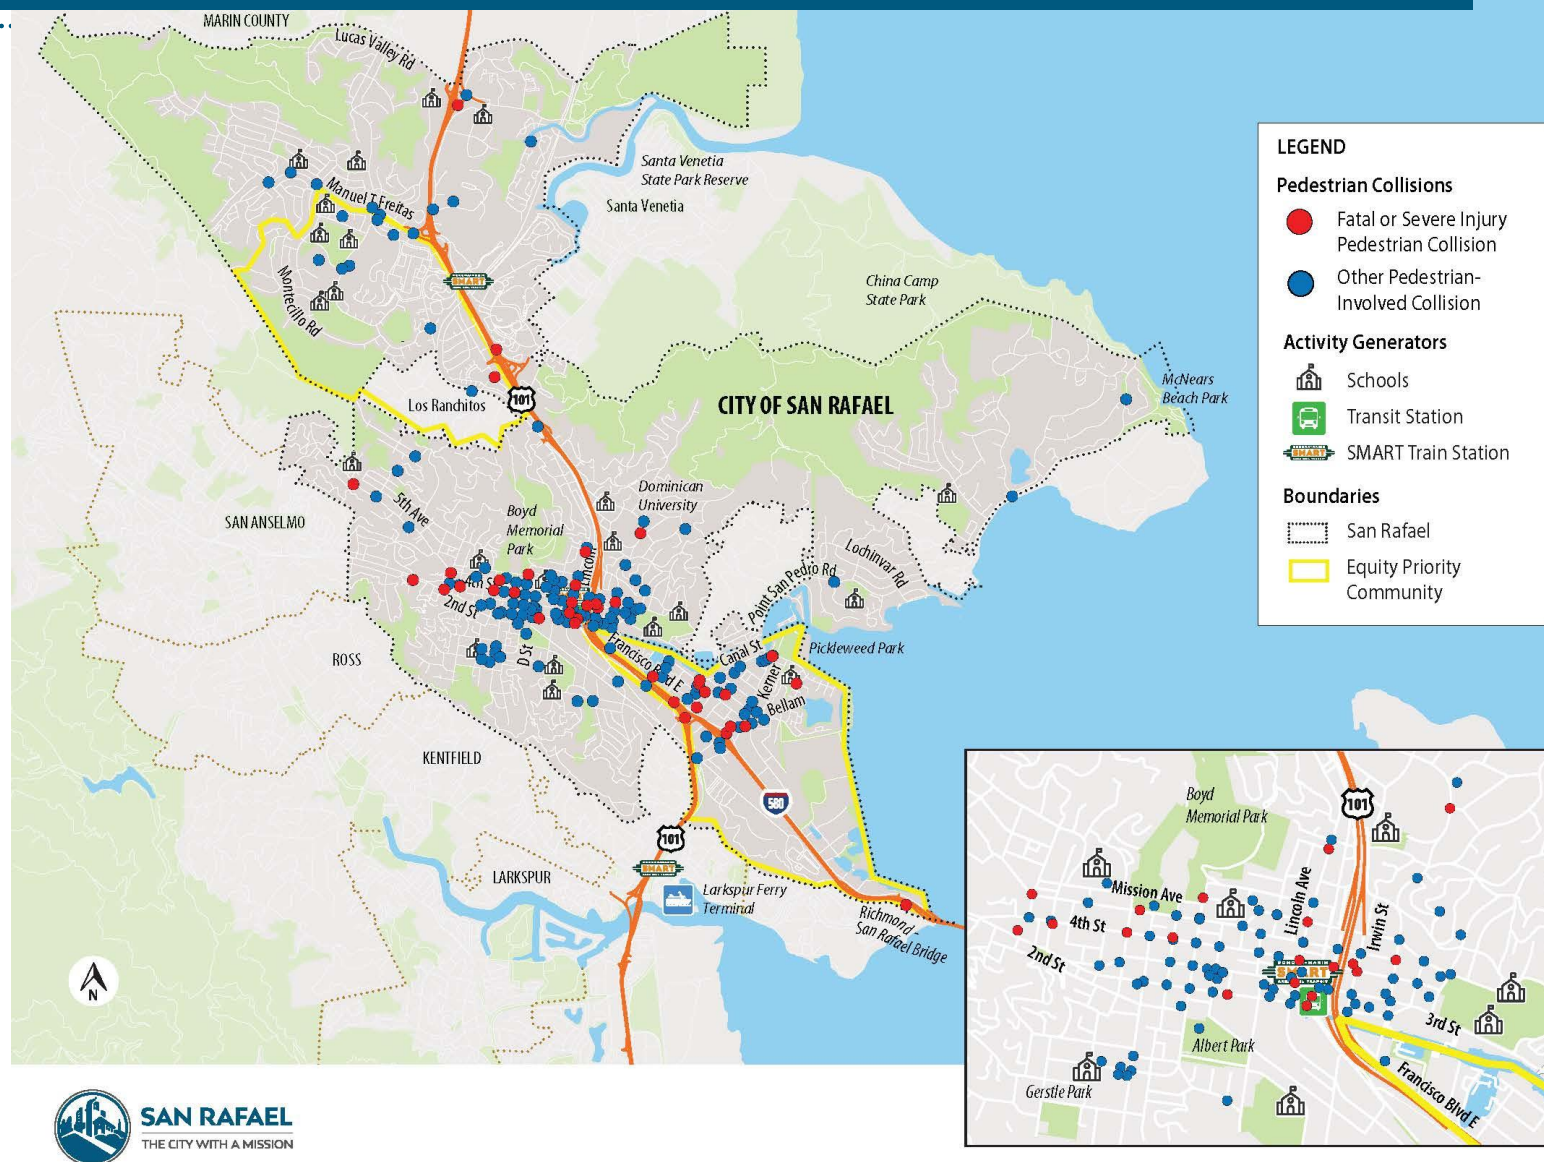 MARIN COUNTY
Lucas Valley Rd
Santa Venetia
State Park Reserve
Santa Venetia
Manuel T Freitas
SMART
Montecillo Rd
China Camp
State Park
McNears
Beach Park
Los Ranchitos
101
CITY OF SAN RAFAEL
SAN ANSELMO
5th Ave
Boyd
Memorial
Park
Dominican
University
Lochinvar Rd
Point San Pedro Rd
4th St
2nd St
ROSS
D St
Francisco Blvd E
Canal St
Pickleweed Park
Kerner
Bellam
KENTFIELD
580
101
SMART
LARKSPUR
Larkspur Ferry
Terminal
Richmond -
San Rafael Bridge
N
LEGEND
Pedestrian Collisions
Fatal or Severe Injury
Pedestrian Collision
Other Pedestrian-
Involved Collision
Activity Generators
Schools
Transit Station
SMART
SMART Train Station
Boundaries
San Rafael
Equity Priority
Community
Boyd
Memorial Park
101
Mission Ave
Lincoln Ave
4th St
Irwin St
2nd St
SMART
3rd St
Albert Park
Gerstle Park
Francisco Blvd E
SAN RAFAEL
THE CITY WITH A MISSION